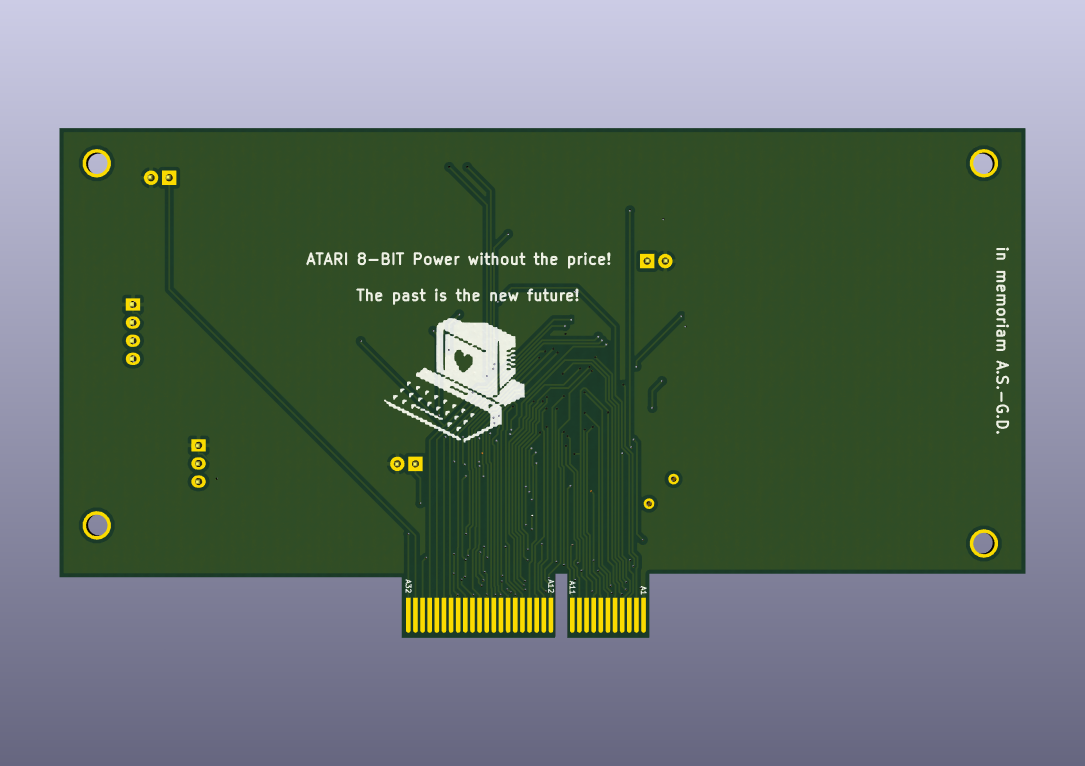 ATARI 8-BIT Power without the price!
The past is the new future!
in memoriam A.S.-G.D.
A32
A12
A11
A1